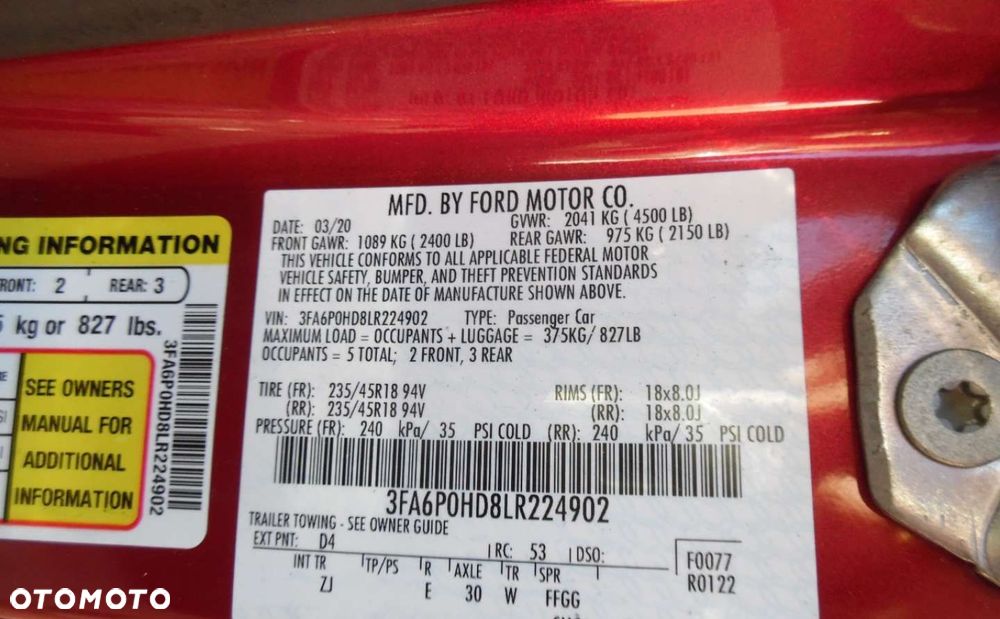 NG INFORMATION
RONT: 2 REAR: 3
kg or 827 lbs.
SEE OWNERS
MANUAL FOR
ADDITIONAL
INFORMATION
3FA6P0HD8LR224902
MFD. BY FORD MOTOR CO.
DATE: 03/20 GVWR: 2041 KG ( 4500 LB)
FRONT GAWR: 1089 KG ( 2400 LB) REAR GAWR: 975 KG ( 2150 LB)
THIS VEHICLE CONFORMS TO ALL APPLICABLE FEDERAL MOTOR
VEHICLE SAFETY, BUMPER, AND THEFT PREVENTION STANDARDS
IN EFFECT ON THE DATE OF MANUFACTURE SHOWN ABOVE.
VIN: 3FA6P0HD8LR224902 TYPE: Passenger Car
MAXIMUM LOAD = OCCUPANTS + LUGGAGE = 375KG/ 827LB
OCCUPANTS = 5 TOTAL; 2 FRONT, 3 REAR
TIRE (FR): 235/45R18 94V RIMS (FR): 18x8.0J
(RR): 235/45R18 94V (RR): 18x8.0J
PRESSURE (FR): 240 kPa/ 35 PSI COLD (RR): 240 kPa/ 35 PSI COLD
3FA6P0HD8LR224902
TRAILER TOWING - SEE OWNER GUIDE
EXT PNT: D4 RC: 53 DSO: F0077
INT TR TP/PS R AXLE TR SPR R0122
ZJ E 30 W FFGG
OTOMOTO